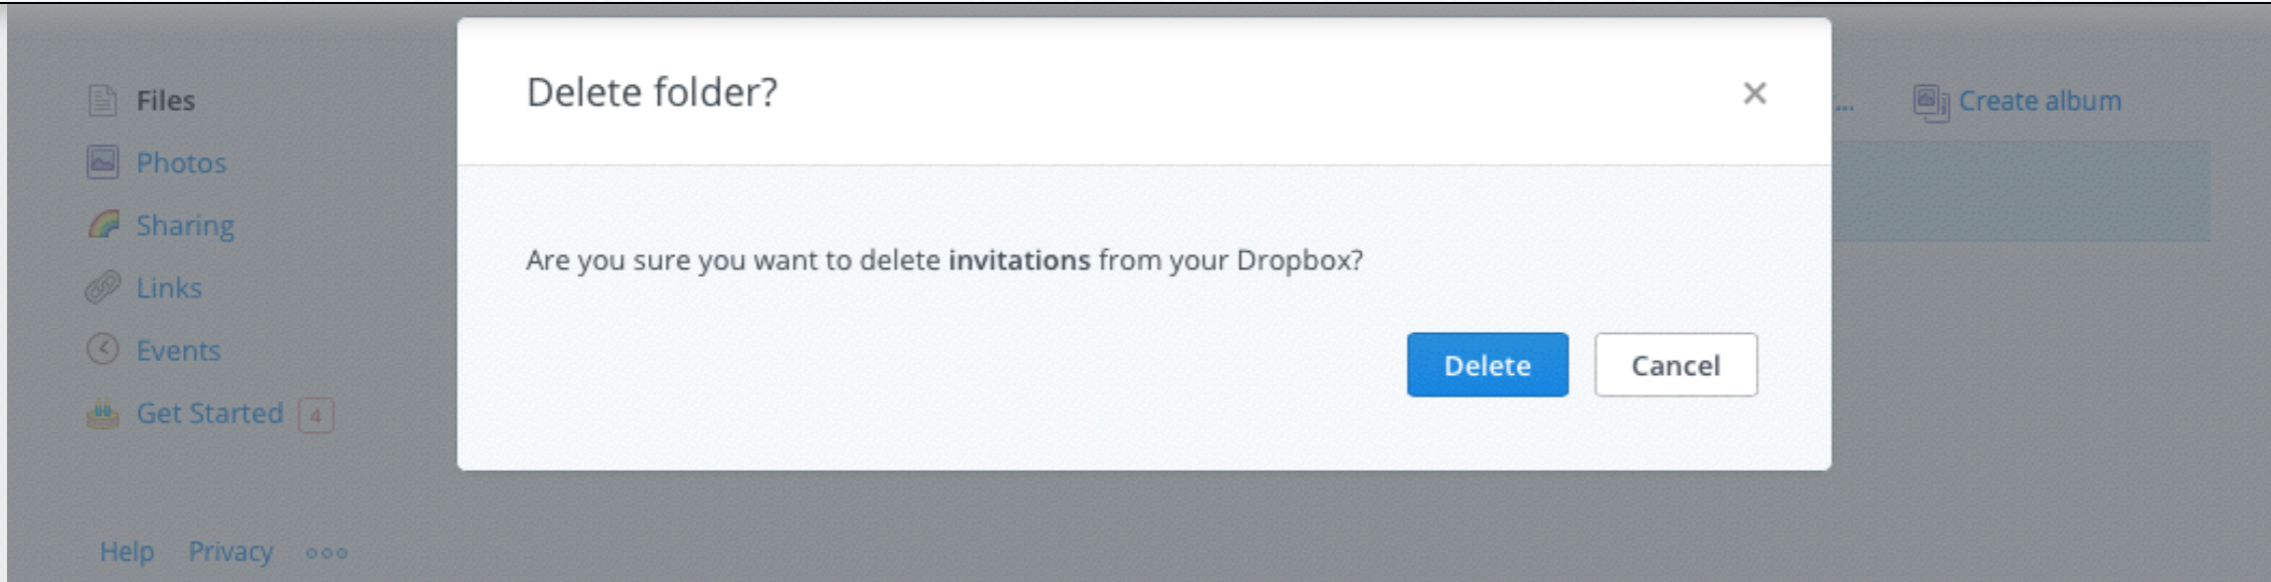 Delete folder?
Are you sure you want to delete invitations from your Dropbox?
Delete
Cancel
Files
Photos
Sharing
Links
Events
Get Started 4
Help Privacy
... Create album